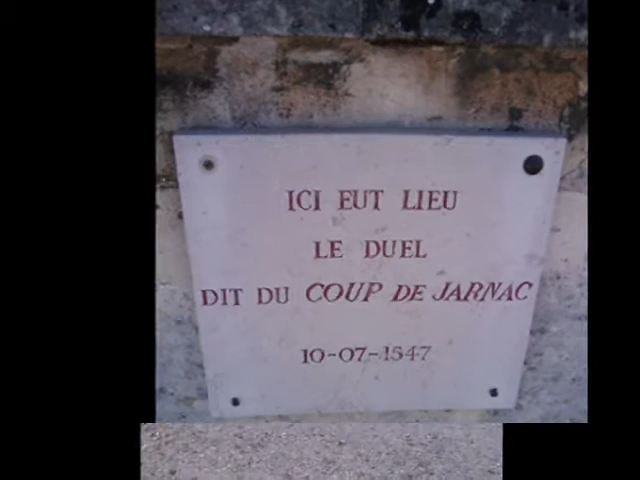 ICI EUT LIEU
LE DUEL
DIT DU COUP DE JARNAC
10-07-1547